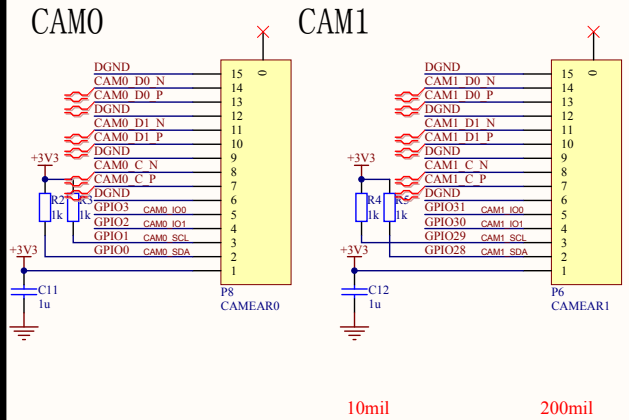 CAM0
CAM1
DGND 15 0
CAM0_D0_N 14
CAM0_D0_P 13
DGND 12
CAM0_D1_N 11
CAM0_D1_P 10
DGND 9
CAM0_C_N 8
CAM0_C_P 7
DGND 6
GPIO3 CAM0_IO0 5
GPIO2 CAM0_IO1 4
GPIO1 CAM0_SCL 3
GPIO0 CAM0_SDA 2
1
+3V3
R2 R3
1k 1k
+3V3
C11
1u
P8
CAMEAR0
DGND 15 0
CAM1_D0_N 14
CAM1_D0_P 13
DGND 12
CAM1_D1_N 11
CAM1_D1_P 10
DGND 9
CAM1_C_N 8
CAM1_C_P 7
DGND 6
GPIO31 CAM1_IO0 5
GPIO30 CAM1_IO1 4
GPIO29 CAM1_SCL 3
GPIO28 CAM1_SDA 2
1
+3V3
R4 R5
1k 1k
+3V3
C12
1u
P6
CAMEAR1
10mil 200mil